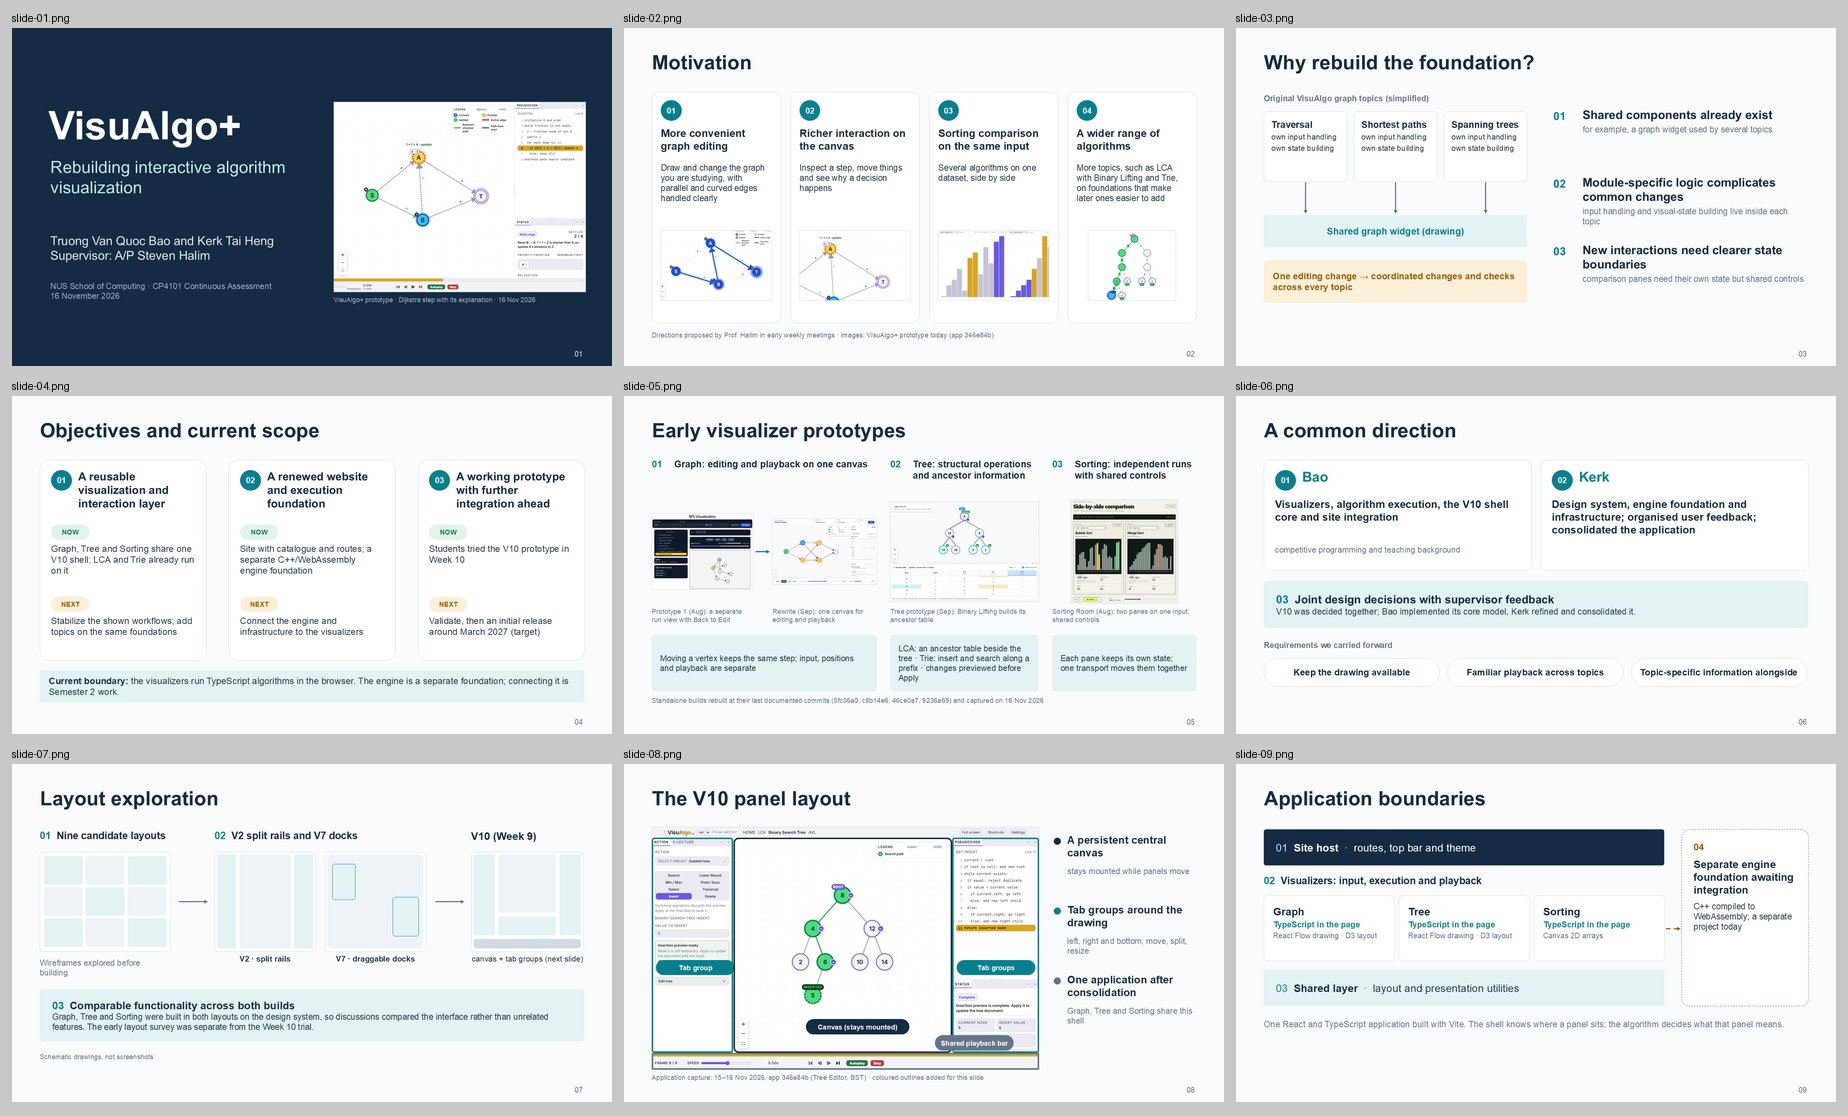 slide-01.png
VisuAlgo+
Rebuilding interactive algorithm
visualization
Truong Van Quoc Bao and Kerk Tai Heng
Supervisor: A/P Steven Halim
NUS School of Computing · CP4101 Continuous Assessment
16 November 2026
VisuAlgo+ prototype · Dijkstra step with its explanation · 16 Nov 2026
01
slide-02.png
Motivation
01
More convenient
graph editing
Draw and change the graph
you are studying, with
parallel and curved edges
handled clearly
02
Richer interaction on
the canvas
Inspect a step, move things
and see why a decision
happens
03
Sorting comparison
on the same input
Several algorithms on one
dataset, side by side
04
A wider range of
algorithms
More topics, such as LCA
with Binary Lifting and Trie,
on foundations that make
later ones easier to add
Directions proposed by Prof. Halim in early weekly meetings · images: VisuAlgo+ prototype today (app 346e84b)
02
slide-03.png
Why rebuild the foundation?
Original VisuAlgo graph topics (simplified)
Traversal
own input handling
own state building
Shortest paths
own input handling
own state building
Spanning trees
own input handling
own state building
Shared graph widget (drawing)
One editing change → coordinated changes and checks
across every topic
01 Shared components already exist
for example, a graph widget used by several topics
02 Module-specific logic complicates
common changes
input handling and visual-state building live inside each
topic
03 New interactions need clearer state
boundaries
comparison panes need their own state but shared controls
03
slide-04.png
Objectives and current scope
01 A reusable
visualization and
interaction layer
NOW
Graph, Tree and Sorting share one
V10 shell; LCA and Trie already run
on it
NEXT
Stabilize the shown workflows; add
topics on the same foundations
02 A renewed website
and execution
foundation
NOW
Site with catalogue and routes; a
separate C++/WebAssembly
engine foundation
NEXT
Connect the engine and
infrastructure to the visualizers
03 A working prototype
with further
integration ahead
NOW
Students tried the V10 prototype in
Week 10
NEXT
Validate, then an initial release
around March 2027 (target)
Current boundary: the visualizers run TypeScript algorithms in the browser. The engine is a separate foundation; connecting it is
Semester 2 work.
04
slide-05.png
Early visualizer prototypes
01 Graph: editing and playback on one canvas
02 Tree: structural operations
and ancestor information
03 Sorting: independent runs
with shared controls
Side-by-side comparison
Prototype 1 (Aug): a separate
run view with Back to Edit
Rewrite (Sep): one canvas for
editing and playback
Tree prototype (Sep): Binary Lifting builds its
ancestor table
Sorting Room (Aug): two panes on one input,
shared controls
Moving a vertex keeps the same step; input, positions
and playback are separate
LCA: an ancestor table beside the
tree · Trie: insert and search along a
prefix · changes previewed before
Apply
Each pane keeps its own state;
one transport moves them together
Standalone builds rebuilt at their last documented commits (5fc06a0, c8b14e6, 46ce0a7, 9236a65) and captured on 16 Nov 2026
05
slide-06.png
A common direction
01 Bao
Visualizers, algorithm execution, the V10 shell
core and site integration
competitive programming and teaching background
02 Kerk
Design system, engine foundation and
infrastructure; organised user feedback;
consolidated the application
03 Joint design decisions with supervisor feedback
V10 was decided together; Bao implemented its core model, Kerk refined and consolidated it.
Requirements we carried forward
Keep the drawing available
Familiar playback across topics
Topic-specific information alongside
06
slide-07.png
Layout exploration
01 Nine candidate layouts
02 V2 split rails and V7 docks
V10 (Week 9)
Wireframes explored before
building
V2 · split rails
V7 · draggable docks
canvas + tab groups (next slide)
03 Comparable functionality across both builds
Graph, Tree and Sorting were built in both layouts on the design system, so discussions compared the interface rather than unrelated
features. The early layout survey was separate from the Week 10 trial.
Schematic drawings, not screenshots
07
slide-08.png
The V10 panel layout
Tab group
Tab groups
Canvas (stays mounted)
Shared playback bar
A persistent central
canvas
stays mounted while panels move
Tab groups around the
drawing
left, right and bottom; move, split,
resize
One application after
consolidation
Graph, Tree and Sorting share this
shell
Application capture: 15–16 Nov 2026, app 346e84b (Tree Editor, BST) · coloured outlines added for this slide
08
slide-09.png
Application boundaries
01 Site host · routes, top bar and theme
02 Visualizers: input, execution and playback
Graph
TypeScript in the page
React Flow drawing · D3 layout
Tree
TypeScript in the page
React Flow drawing · D3 layout
Sorting
TypeScript in the page
Canvas 2D arrays
03 Shared layer · layout and presentation utilities
04
Separate engine
foundation awaiting
integration
C++ compiled to
WebAssembly; a separate
project today
One React and TypeScript application built with Vite. The shell knows where a panel sits; the algorithm decides what that panel means.
09